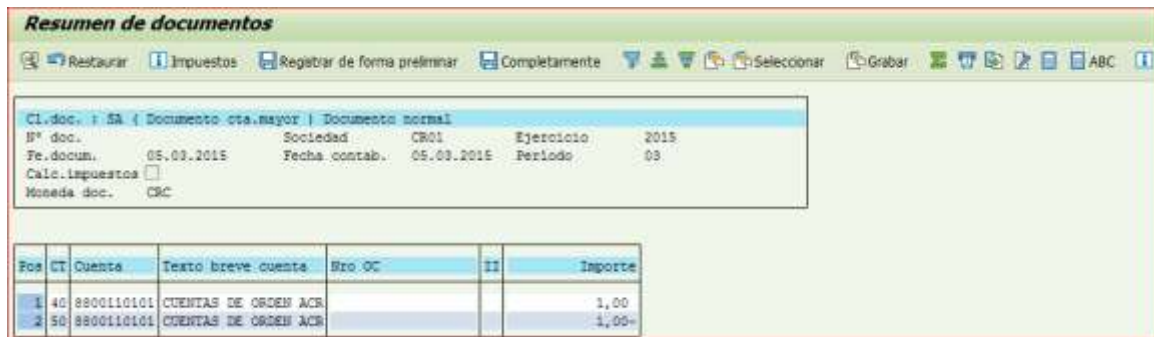 Resumen de documentos
Restaurar Impuestos Registrar de forma preliminar Completamente Seleccionar Grabar ABC
Cl.doc. : SA ( Documento cta.mayor ) Documento normal
Nº doc. Sociedad CR01 Ejercicio 2015
Fe.docum. 05.03.2015 Fecha contab. 05.03.2015 Período 03
Calc.impuestos
Moneda doc. CRC
Pos CT Cuenta Texto breve cuenta Nro OC II Importe
1 40 8800110101 CUENTAS DE ORDEN ACR 1,00
2 50 8800110101 CUENTAS DE ORDEN ACR 1,00-